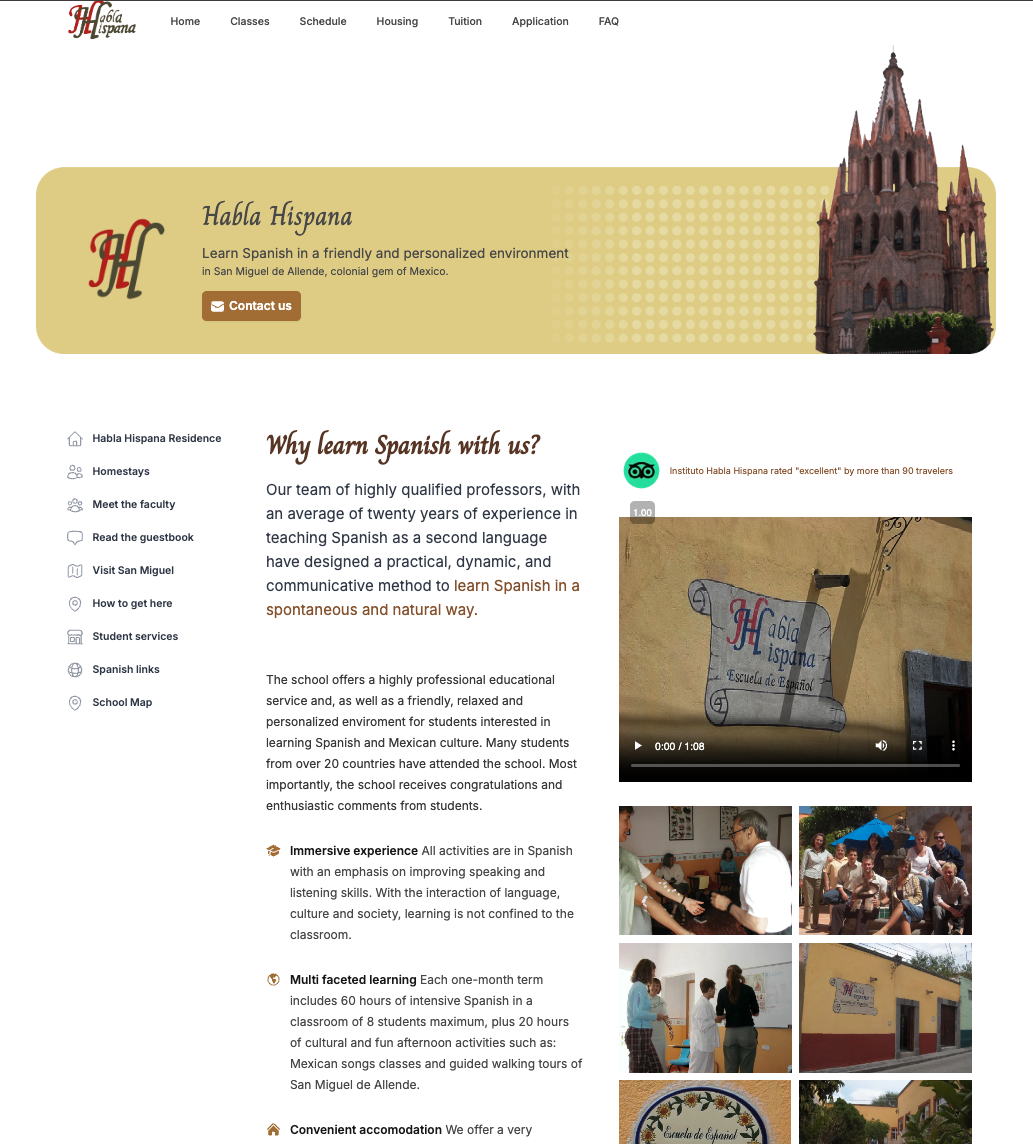 Habla
Hispana
Home
Classes
Schedule
Housing
Tuition
Application
FAQ
HH
Habla Hispana
Learn Spanish in a friendly and personalized environment
in San Miguel de Allende, colonial gem of Mexico.
Contact us
Habla Hispana Residence
Homestays
Meet the faculty
Read the guestbook
Visit San Miguel
How to get here
Student services
Spanish links
School Map
Why learn Spanish with us?
Our team of highly qualified professors, with
an average of twenty years of experience in
teaching Spanish as a second language
have designed a practical, dynamic, and
communicative method to learn Spanish in a
spontaneous and natural way.
The school offers a highly professional educational
service and, as well as a friendly, relaxed and
personalized enviroment for students interested in
learning Spanish and Mexican culture. Many students
from over 20 countries have attended the school. Most
importantly, the school receives congratulations and
enthusiastic comments from students.
Immersive experience All activities are in Spanish
with an emphasis on improving speaking and
listening skills. With the interaction of language,
culture and society, learning is not confined to the
classroom.
Multi faceted learning Each one-month term
includes 60 hours of intensive Spanish in a
classroom of 8 students maximum, plus 20 hours
of cultural and fun afternoon activities such as:
Mexican songs classes and guided walking tours of
San Miguel de Allende.
Convenient accomodation We offer a very
Instituto Habla Hispana rated "excellent" by more than 90 travelers
1.00
Habla
Hispana
Escuela de Español
0:00 / 1:08
Habla
Hispana
Escuela de Español